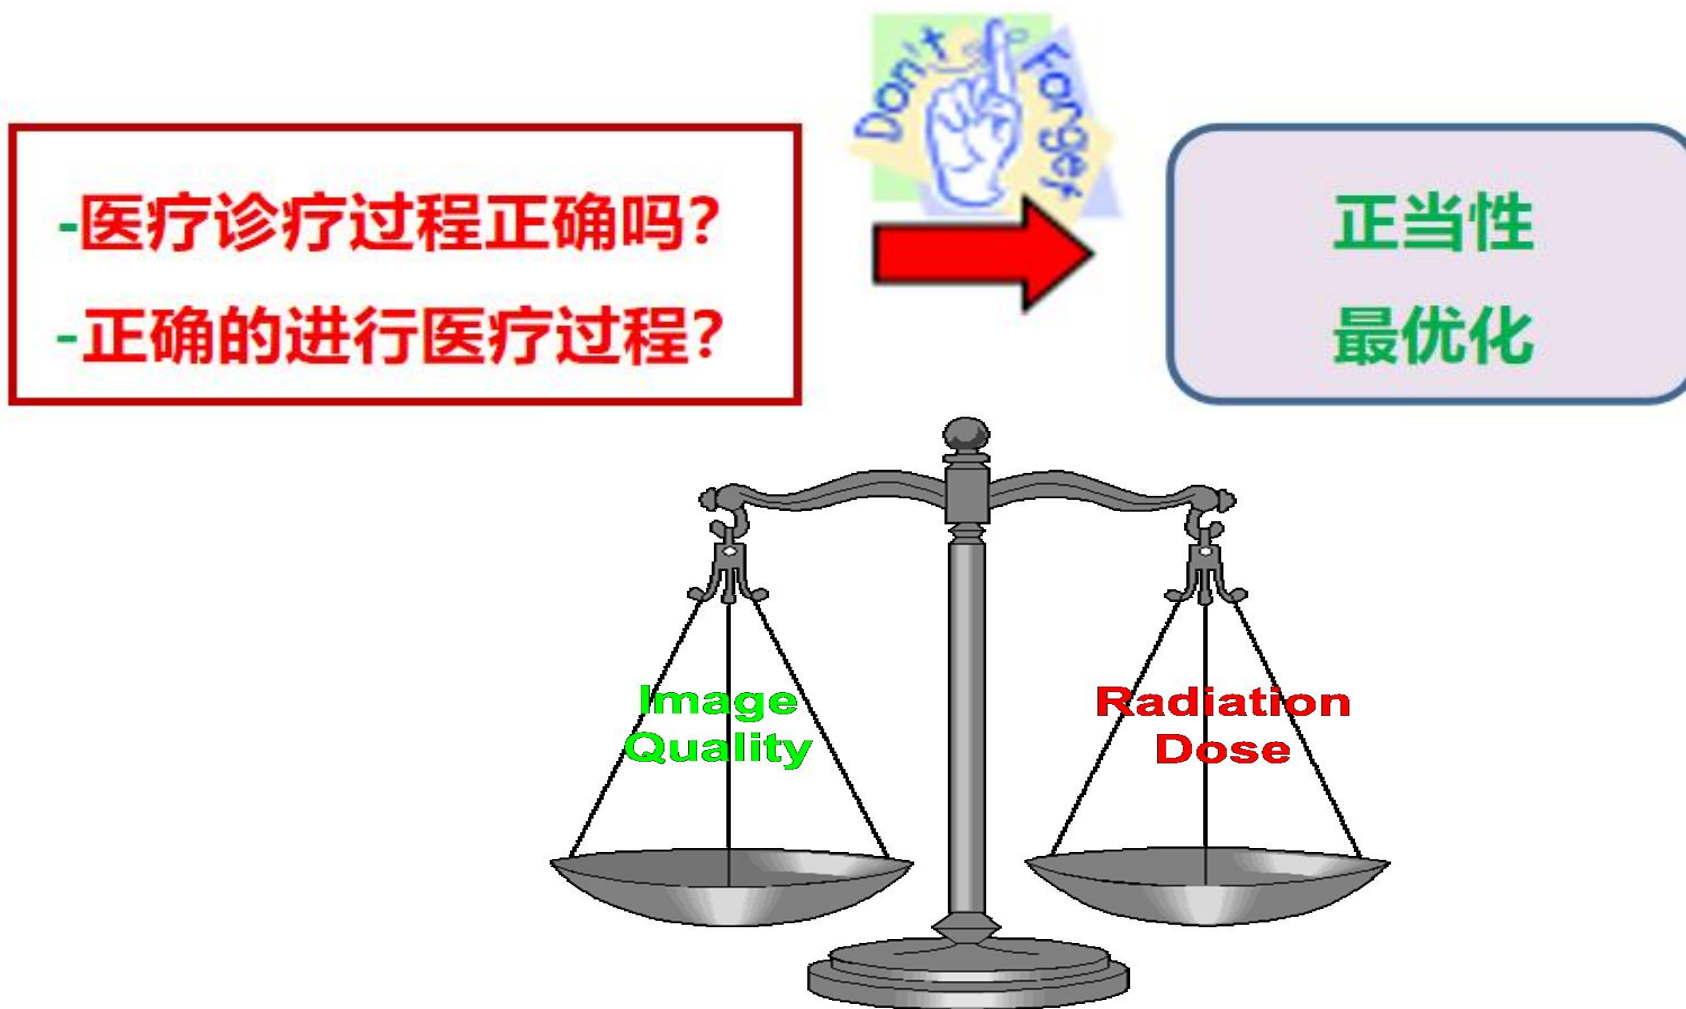 Don't Forget
-医疗诊疗过程正确吗？
-正确的进行医疗过程？
正当性
最优化
Image
Quality
Radiation
Dose